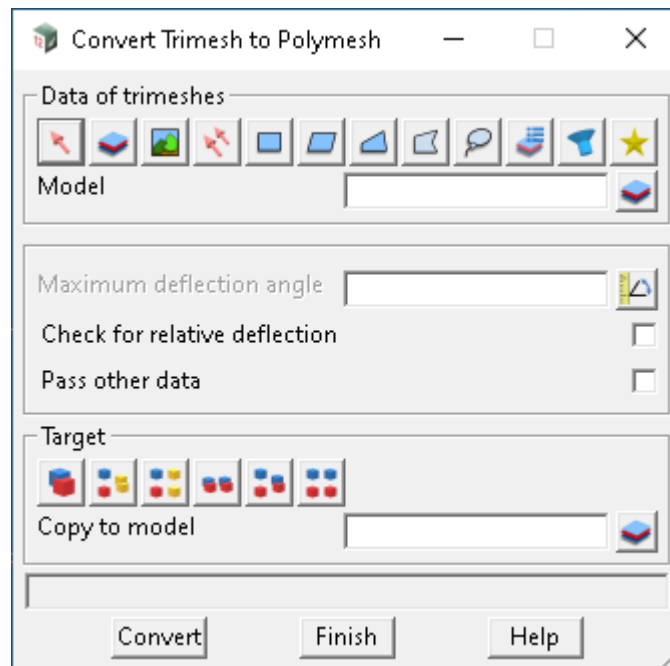 Convert Trimesh to Polymesh
Data of trimeshes
Model
Maximum deflection angle
Check for relative deflection
Pass other data
Target
Copy to model
Convert Finish Help